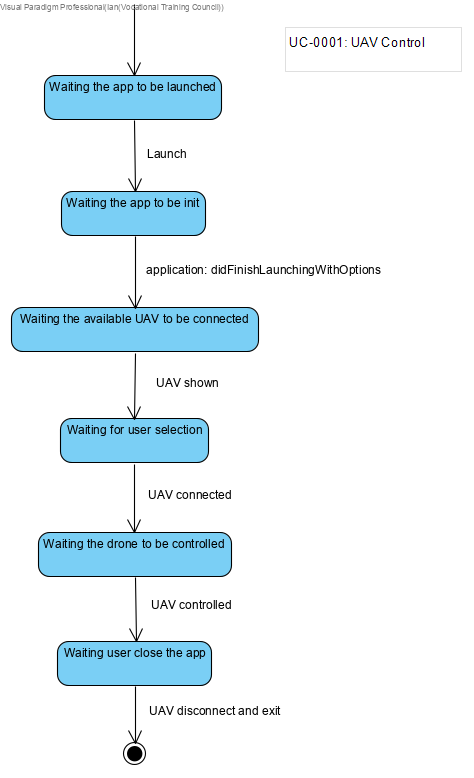 Visual Paradigm Professional(Ian(Vocational Training Council))
UC-0001: UAV Control
Waiting the app to be launched
Launch
Waiting the app to be init
application: didFinishLaunchingWithOptions
Waiting the available UAV to be connected
UAV shown
Waiting for user selection
UAV connected
Waiting the drone to be controlled
UAV controlled
Waiting user close the app
UAV disconnect and exit